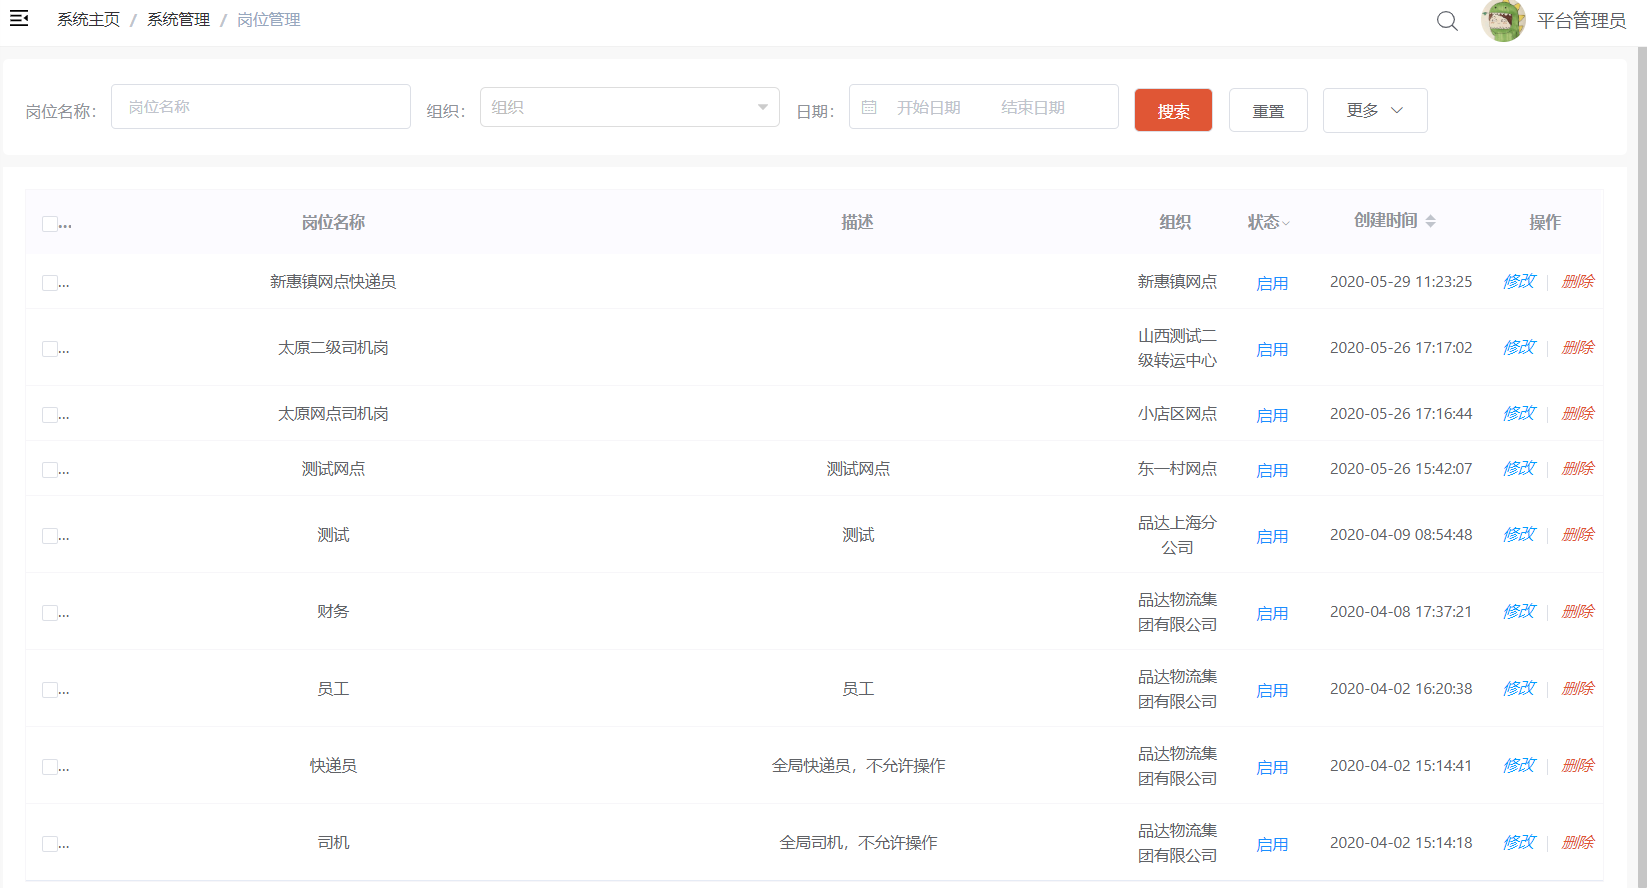 系统主页 / 系统管理 / 岗位管理
平台管理员
岗位名称： 岗位名称 组织： 组织 日期： 开始日期 结束日期 搜索 重置 更多
... 岗位名称 描述 组织 状态 创建时间 操作
... 新惠镇网点快递员 新惠镇网点 启用 2020-05-29 11:23:25 修改 删除
... 太原二级司机岗 山西测试二
级转运中心 启用 2020-05-26 17:17:02 修改 删除
... 太原网点司机岗 小店区网点 启用 2020-05-26 17:16:44 修改 删除
... 测试网点 测试网点 东一村网点 启用 2020-05-26 15:42:07 修改 删除
... 测试 测试 品达上海分
公司 启用 2020-04-09 08:54:48 修改 删除
... 财务 品达物流集
团有限公司 启用 2020-04-08 17:37:21 修改 删除
... 员工 员工 品达物流集
团有限公司 启用 2020-04-02 16:20:38 修改 删除
... 快递员 全局快递员，不允许操作 品达物流集
团有限公司 启用 2020-04-02 15:14:41 修改 删除
... 司机 全局司机，不允许操作 品达物流集
团有限公司 启用 2020-04-02 15:14:18 修改 删除